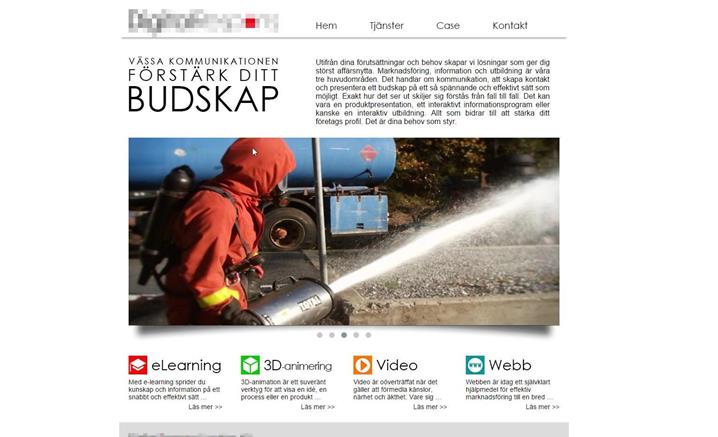 Hem Tjänster Case Kontakt
VÄSSA KOMMUNIKATIONEN
FÖRSTÄRK DITT
BUDSKAP
Utifrån dina förutsättningar och behov skapar vi lösningar som ger dig
störst affärsnytta. Marknadsföring, information och utbildning är våra
tre huvudområden. Det handlar om kommunikation, att skapa kontakt
och presentera ett budskap på ett så spännande och effektivt sätt som
möjligt. Exakt hur det ser ut skiljer sig förstås från fall till fall. Det kan
vara en produktpresentation, ett interaktivt informationsprogram eller
kanske en interaktiv utbildning. Allt som bidrar till att stärka ditt
företags profil. Det är dina behov som styr.
eLearning
Med e-learning sprider du
kunskap och information på ett
snabbt och effektivt sätt ...
Läs mer >>
3D-animering
3D-animation är ett suveränt
verktyg för att visa en idé, en
process eller en produkt ...
Läs mer >>
Video
Video är oöverträffat när det
gäller att förmedla känslor,
närhet och äkthet. Vare sig ...
Läs mer >>
Webb
Webben är idag ett självklart
hjälpmedel för effektiv
marknadsföring till en bred ...
Läs mer >>